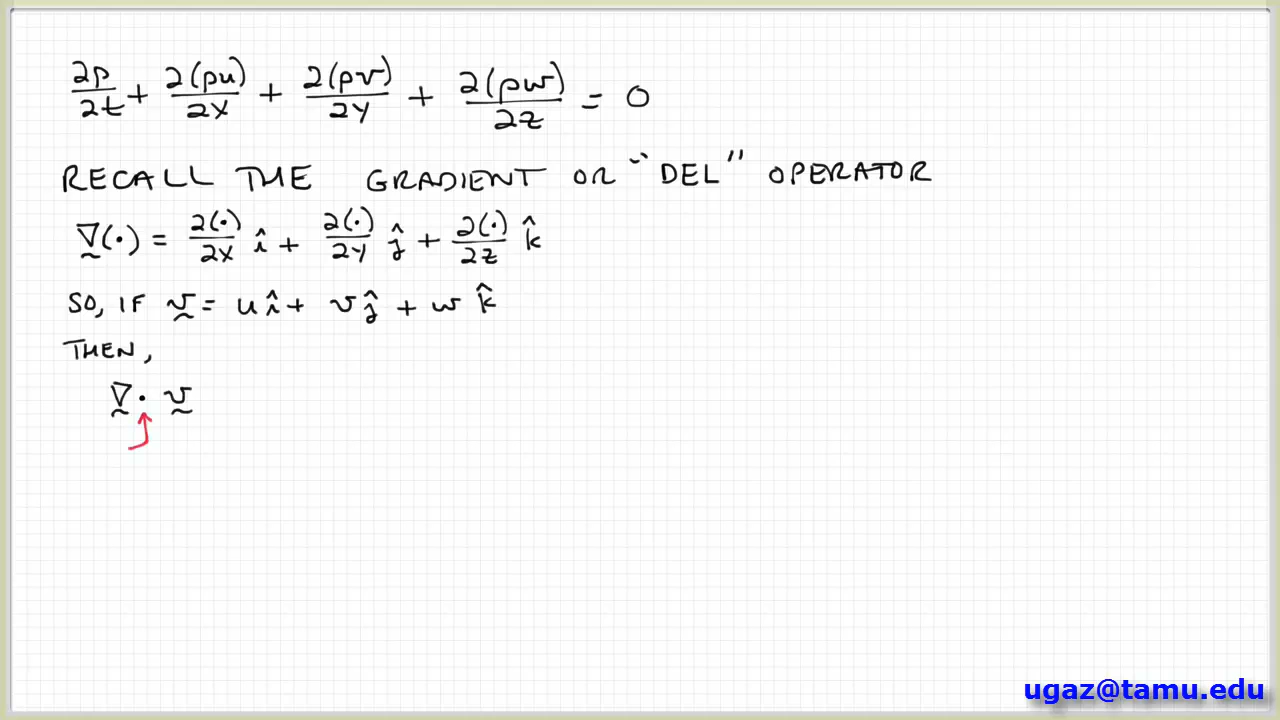 ∂ρ/∂t + ∂(ρu)/∂x + ∂(ρv)/∂y + ∂(ρw)/∂z = 0
RECALL THE GRADIENT OR "DEL" OPERATOR
∇(·) = ∂(·)/∂x î + ∂(·)/∂y ĵ + ∂(·)/∂z k̂
SO, IF v = u î + v ĵ + w k̂
THEN,
∇ · v
ugaz@tamu.edu